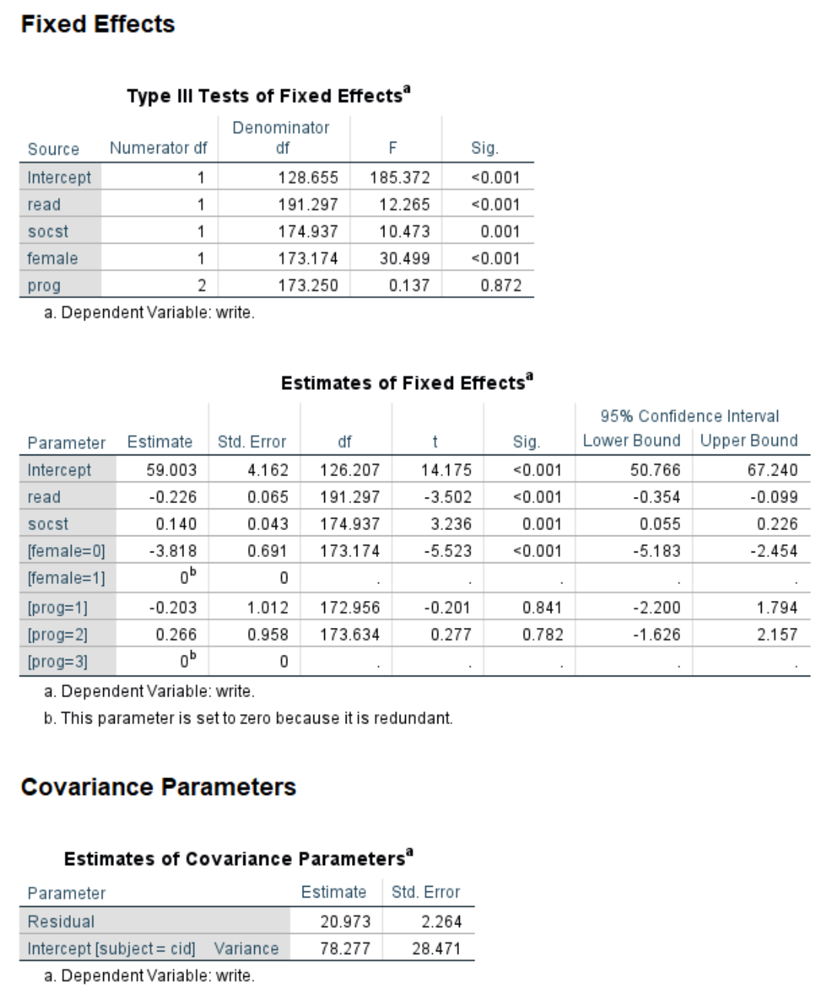 Fixed Effects
Type III Tests of Fixed Effectsa
Source Numerator df Denominator df F Sig.
Intercept 1 128.655 185.372 <0.001
read 1 191.297 12.265 <0.001
socst 1 174.937 10.473 0.001
female 1 173.174 30.499 <0.001
prog 2 173.250 0.137 0.872
a. Dependent Variable: write.
Estimates of Fixed Effectsa
95% Confidence Interval
Parameter Estimate Std. Error df t Sig. Lower Bound Upper Bound
Intercept 59.003 4.162 126.207 14.175 <0.001 50.766 67.240
read -0.226 0.065 191.297 -3.502 <0.001 -0.354 -0.099
socst 0.140 0.043 174.937 3.236 0.001 0.055 0.226
[female=0] -3.818 0.691 173.174 -5.523 <0.001 -5.183 -2.454
[female=1] 0b 0 . . . . .
[prog=1] -0.203 1.012 172.956 -0.201 0.841 -2.200 1.794
[prog=2] 0.266 0.958 173.634 0.277 0.782 -1.626 2.157
[prog=3] 0b 0 . . . . .
a. Dependent Variable: write.
b. This parameter is set to zero because it is redundant.
Covariance Parameters
Estimates of Covariance Parametersa
Parameter Estimate Std. Error
Residual 20.973 2.264
Intercept [subject = cid] Variance 78.277 28.471
a. Dependent Variable: write.